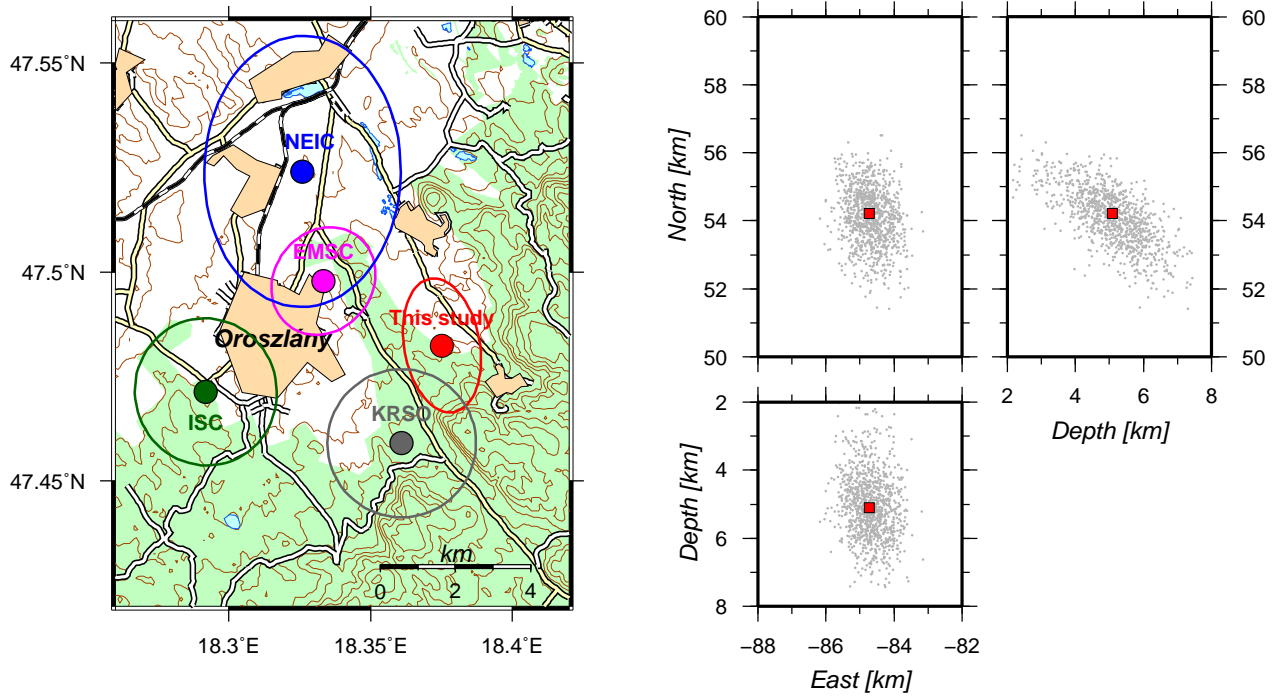 47.55˚N
47.5˚N
47.45˚N
18.3˚E
18.35˚E
18.4˚E
NEIC
EMSC
This study
Oroszlány
ISC
KRSO
km
0 2 4
60
58
56
54
52
50
North [km]
60
58
56
54
52
50
2 4 6 8
Depth [km]
2
4
6
8
Depth [km]
−88 −86 −84 −82
East [km]